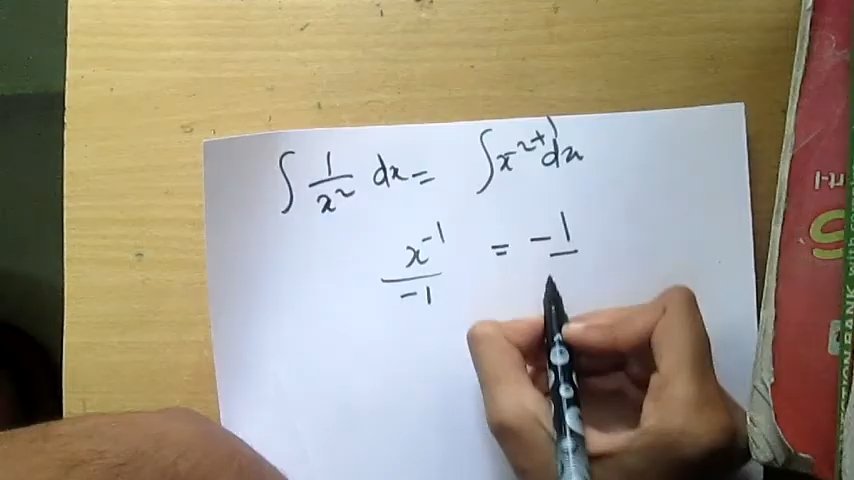 ∫ 1/x² dx = ∫ x^(2+1) dx
x^(-1)/-1 = -1/